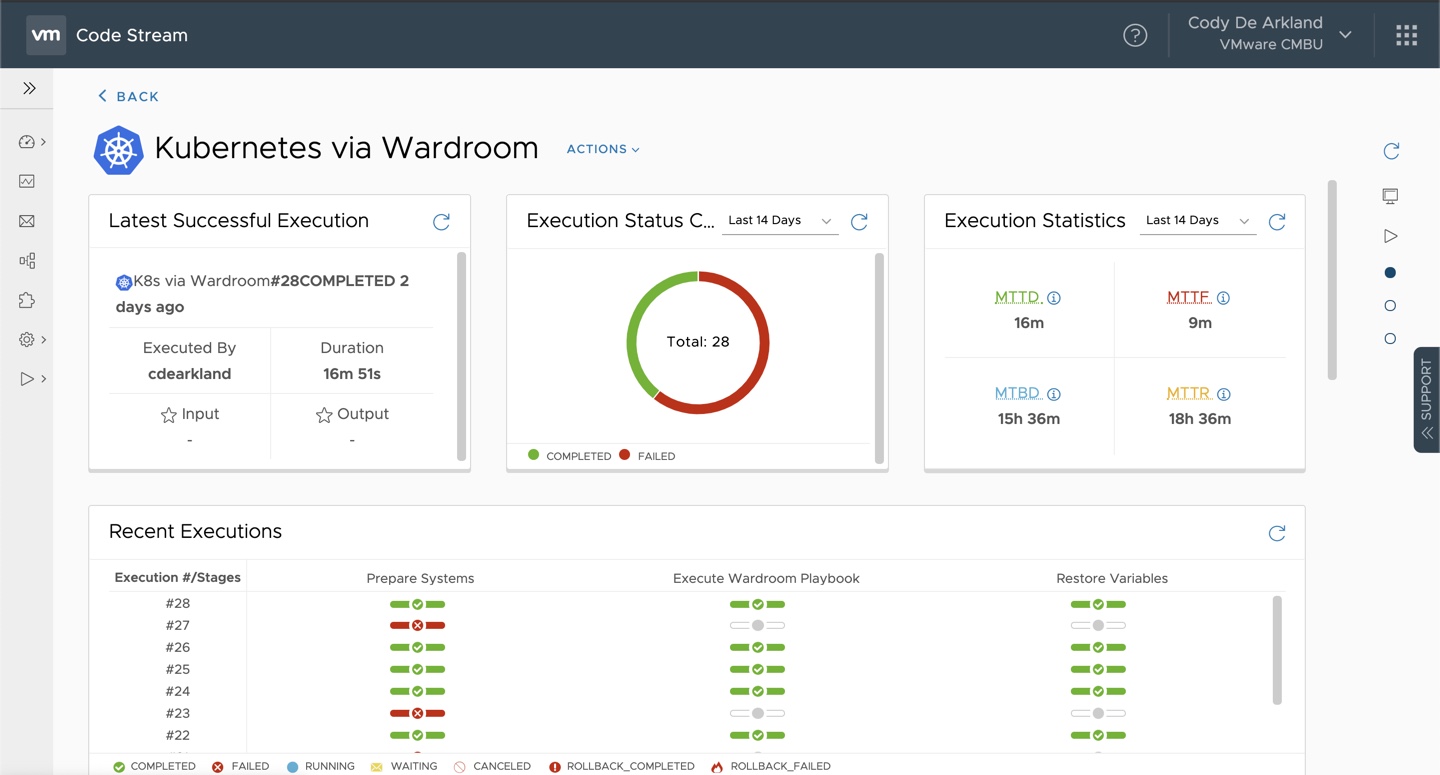 vm Code Stream
Cody De Arkland
VMware CMBU
BACK
Kubernetes via Wardroom
ACTIONS
Latest Successful Execution
K8s via Wardroom#28COMPLETED 2
days ago
Executed By
cdearkland
Duration
16m 51s
Input
-
Output
-
Execution Status C...
Last 14 Days
Total: 28
COMPLETED
FAILED
Execution Statistics
Last 14 Days
MTTD
16m
MTTF
9m
MTBD
15h 36m
MTTR
18h 36m
SUPPORT
Recent Executions
Execution #/Stages
Prepare Systems
Execute Wardroom Playbook
Restore Variables
#28
#27
#26
#25
#24
#23
#22
COMPLETED
FAILED
RUNNING
WAITING
CANCELED
ROLLBACK_COMPLETED
ROLLBACK_FAILED